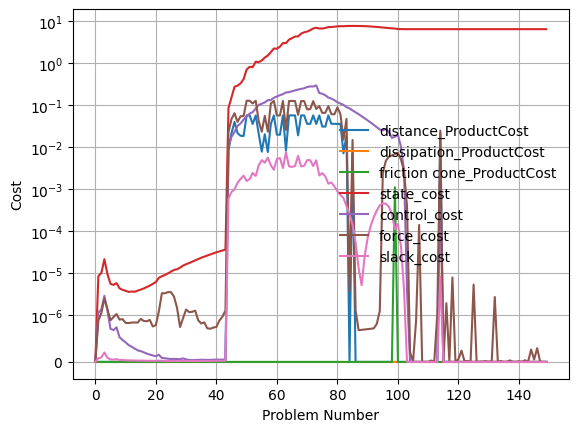 10¹
10⁰
10⁻¹
10⁻²
10⁻³
10⁻⁴
10⁻⁵
10⁻⁶
0
Cost
distance_ProductCost
dissipation_ProductCost
friction cone_ProductCost
state_cost
control_cost
force_cost
slack_cost
0 20 40 60 80 100 120 140
Problem Number